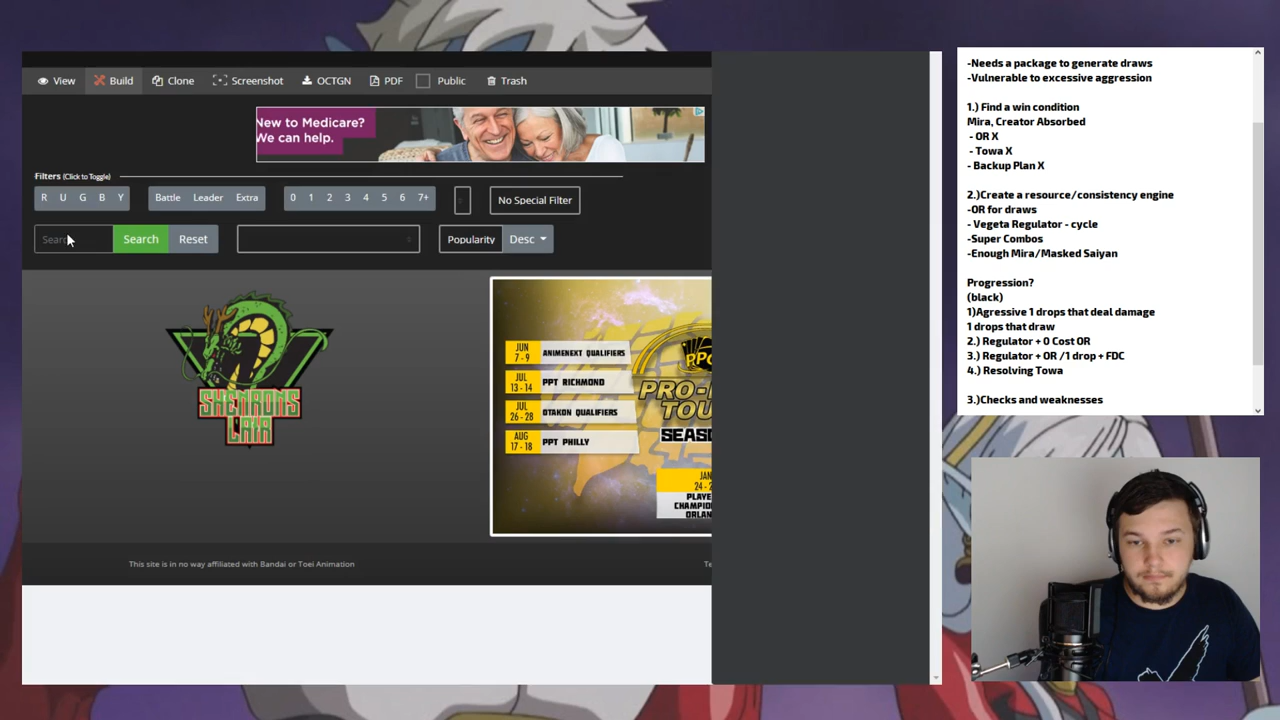 View Build Clone Screenshot OCTGN PDF Public Trash
New to Medicare?
We can help.
Filters (Click to Toggle)
R U G B Y Battle Leader Extra 0 1 2 3 4 5 6 7+ No Special Filter
Search Reset Popularity Desc
JUN 7 - 9 ANIMENEXT QUALIFIERS
JUL 13 - 14 PPT RICHMOND
JUL 26 - 28 OTAKON QUALIFIERS
AUG 17 - 18 PPT PHILLY
SHENRONS
LAIR
This site is in no way affiliated with Bandai or Toei Animation
-Needs a package to generate draws
-Vulnerable to excessive aggression
1.) Find a win condition
Mira, Creator Absorbed
- OR X
- Towa X
- Backup Plan X
2.)Create a resource/consistency engine
-OR for draws
- Vegeta Regulator - cycle
-Super Combos
-Enough Mira/Masked Saiyan
Progression?
(black)
1)Agressive 1 drops that deal damage
1 drops that draw
2.) Regulator + 0 Cost OR
3.) Regulator + OR /1 drop + FDC
4.) Resolving Towa
3.)Checks and weaknesses